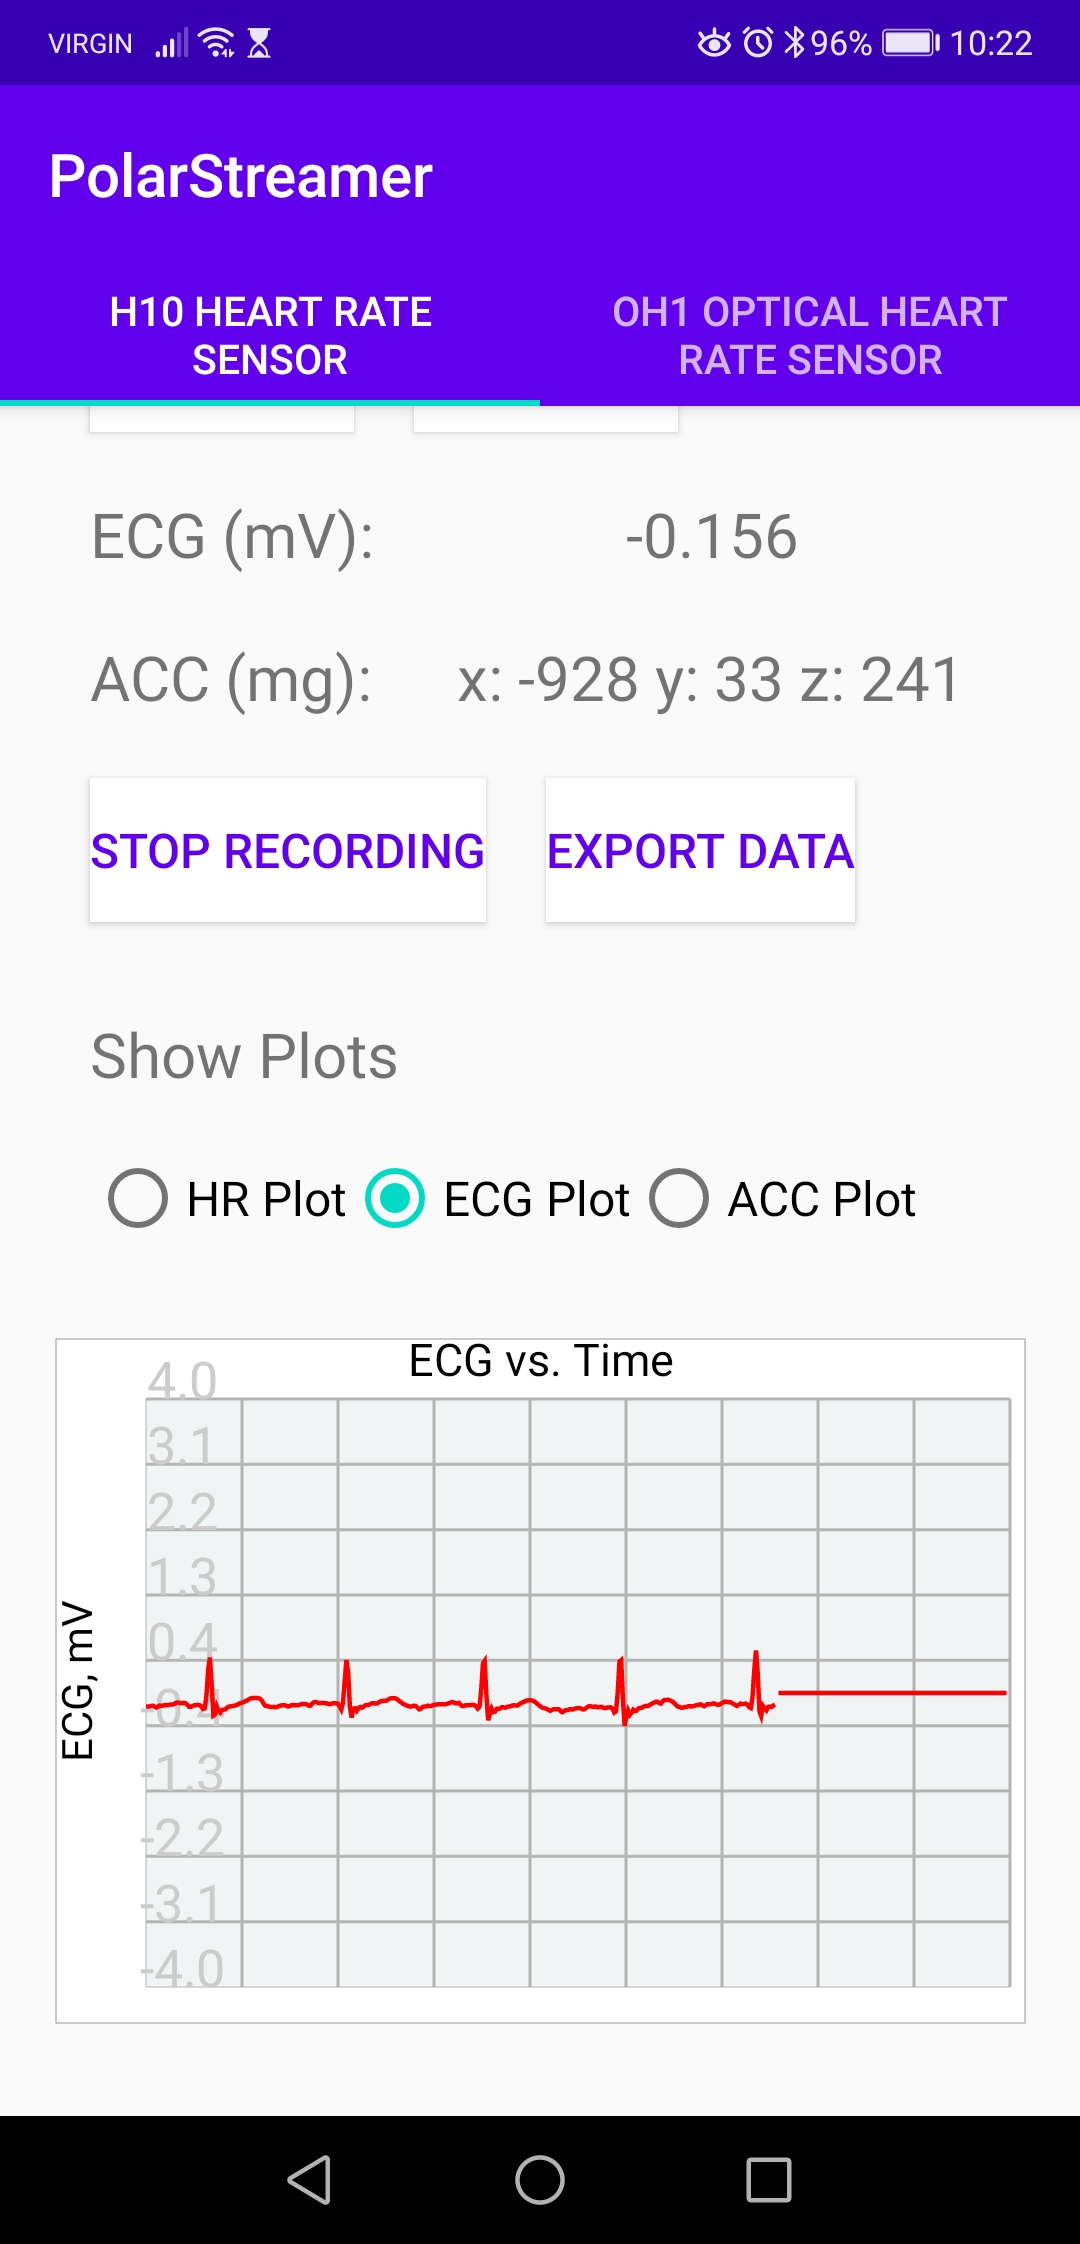 VIRGIN 96% 10:22
PolarStreamer
H10 HEART RATE
SENSOR
OH1 OPTICAL HEART
RATE SENSOR
ECG (mV): -0.156
ACC (mg): x: -928 y: 33 z: 241
STOP RECORDING EXPORT DATA
Show Plots
HR Plot ECG Plot ACC Plot
ECG vs. Time
4.0
3.1
2.2
1.3
0.4
-0.4
-1.3
-2.2
-3.1
-4.0
ECG, mV